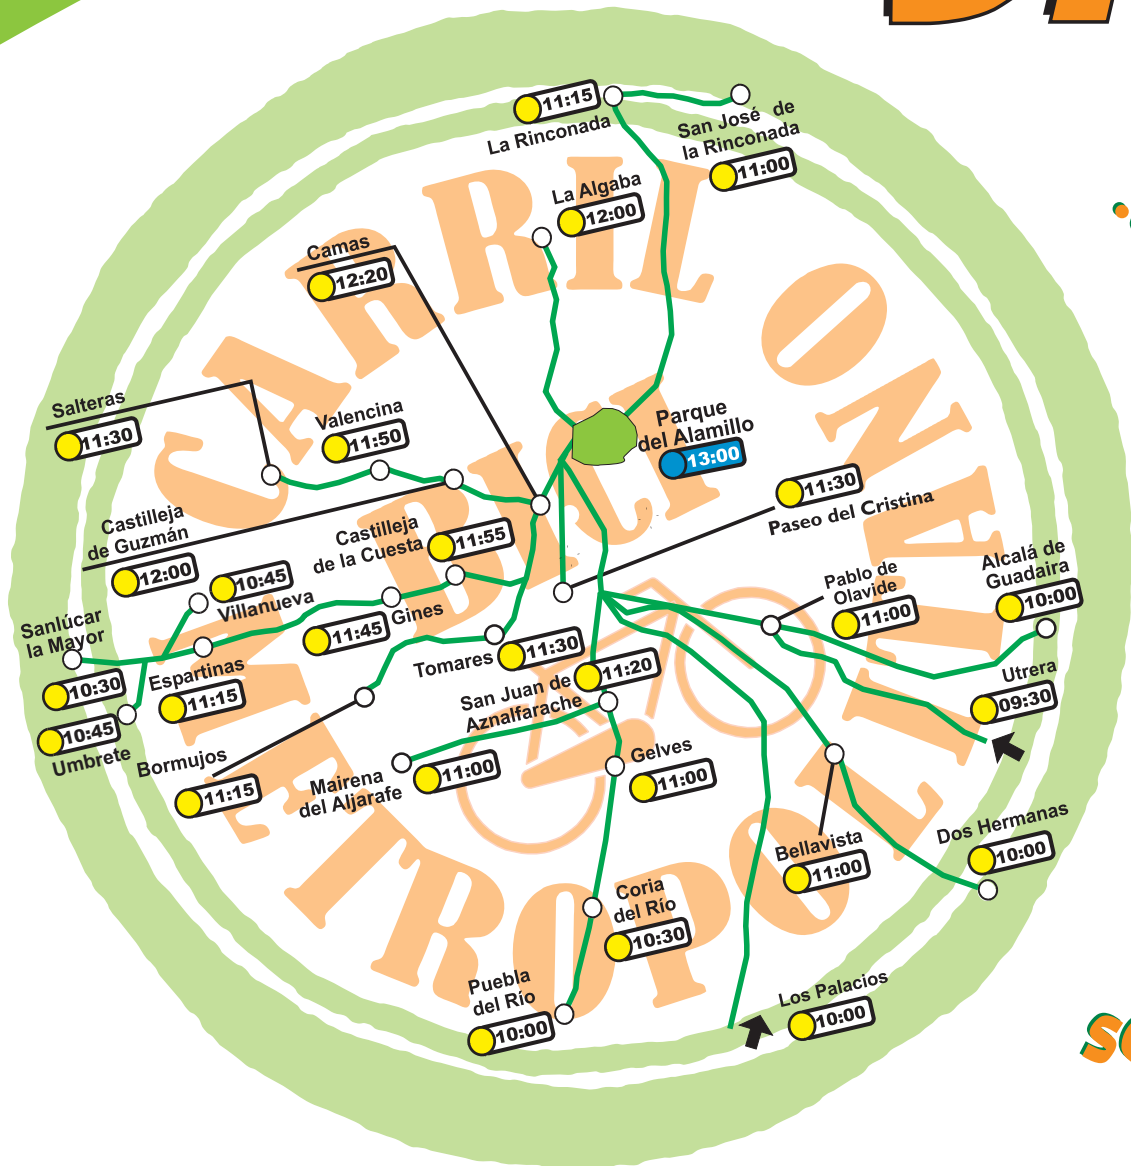 11:15
La Rinconada
San José de
la Rinconada
11:00
La Algaba
12:00
Camas
12:20
Salteras
11:30
Valencina
11:50
Parque
del Alamillo
13:00
11:30
Paseo del Cristina
Castilleja
de Guzmán
12:00
Castilleja
de la Cuesta
11:55
10:45
Villanueva
Gines
11:45
Sanlúcar
la Mayor
10:30
Espartinas
11:15
10:45
Umbrete
Tomares
11:30
Bormujos
11:15
San Juan de
Aznalfarache
11:20
Mairena
del Aljarafe
11:00
Gelves
11:00
Pablo de
Olavide
11:00
Alcalá de
Guadaira
10:00
Utrera
09:30
Dos Hermanas
10:00
Bellavista
11:00
Coria
del Río
10:30
Puebla
del Río
10:00
Los Palacios
10:00
CARRIL ONA
BICI
METROPOLI